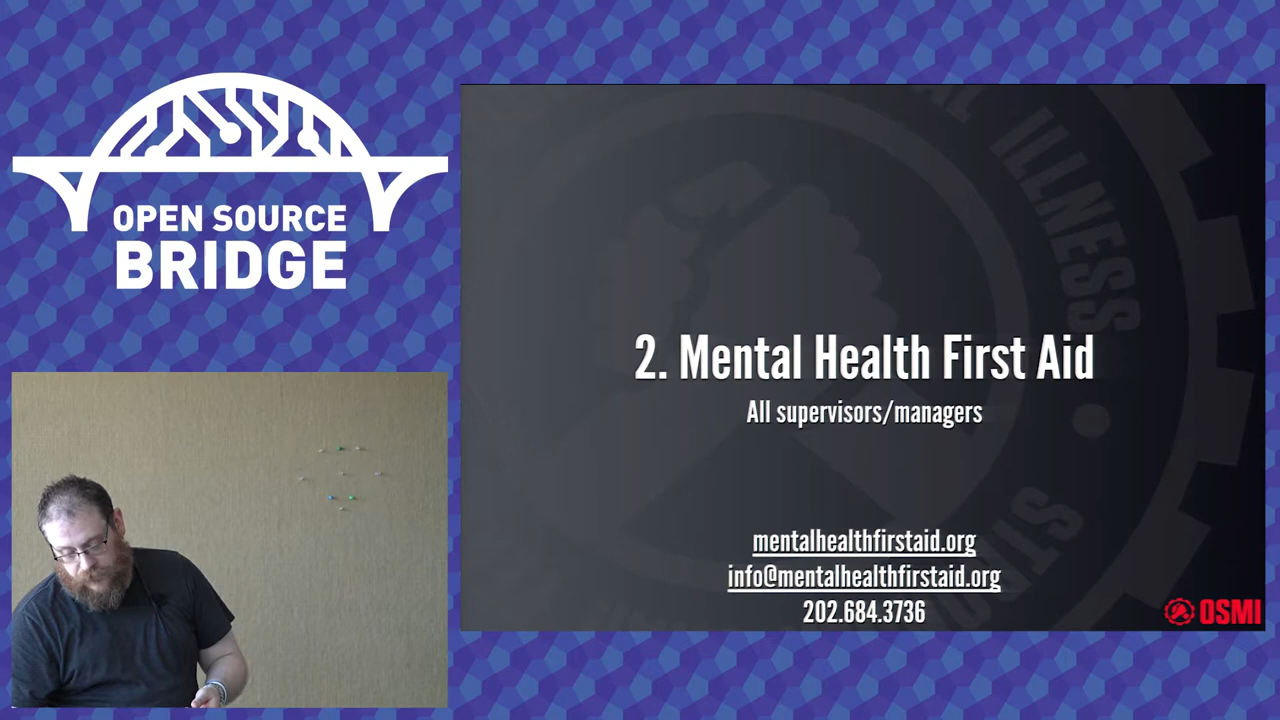 OPEN SOURCE
BRIDGE
ILLNESS
2. Mental Health First Aid
All supervisors/managers
mentalhealthfirstaid.org
info@mentalhealthfirstaid.org
202.684.3736
OSMI